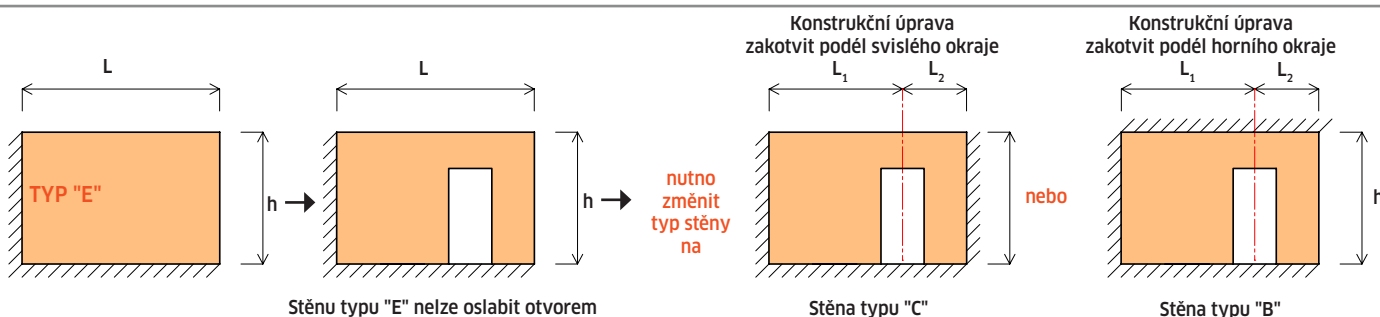 Konstrukční úprava
zakotvit podél svislého okraje
Konstrukční úprava
zakotvit podél horního okraje
L
L
L1
L2
L1
L2
TYP "E"
h
h
nutno
změnit
typ stěny
na
h
nebo
h
Stěnu typu "E" nelze oslabit otvorem
Stěna typu "C"
Stěna typu "B"